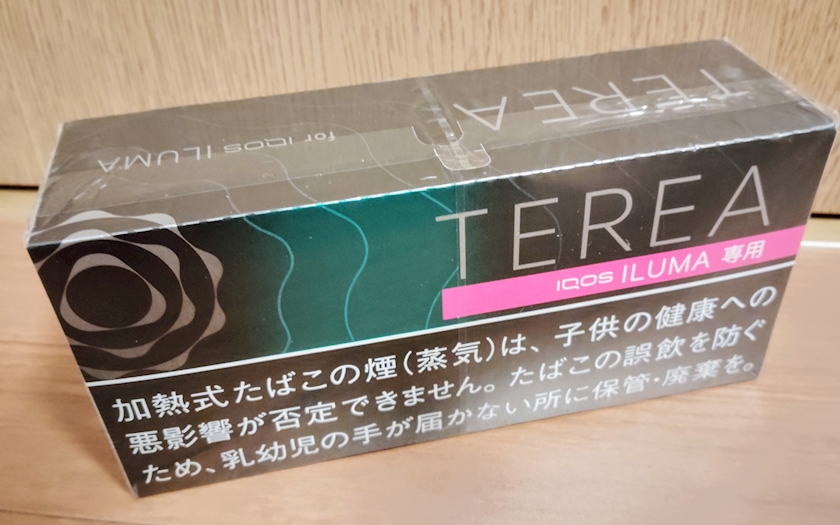 TEREA
for IQOS ILUMA
TEREA
IQOS ILUMA 専用
加熱式たばこの煙(蒸気)は、子供の健康への
悪影響が否定できません。たばこの誤飲を防ぐ
ため、乳幼児の手が届かない所に保管・廃棄を。